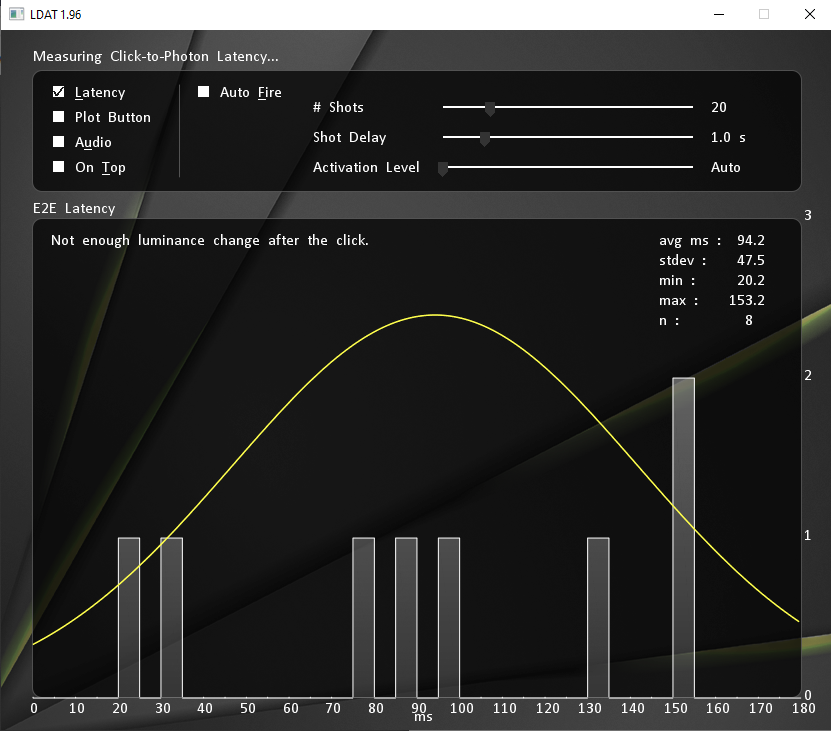 LDAT 1.96
Measuring Click-to-Photon Latency...
Latency
Plot Button
Audio
On Top
Auto Fire
# Shots 20
Shot Delay 1.0 s
Activation Level Auto
E2E Latency
Not enough luminance change after the click.
avg ms : 94.2
stdev : 47.5
min : 20.2
max : 153.2
n : 8
3
2
1
0
0 10 20 30 40 50 60 70 80 90 100 110 120 130 140 150 160 170 180
ms